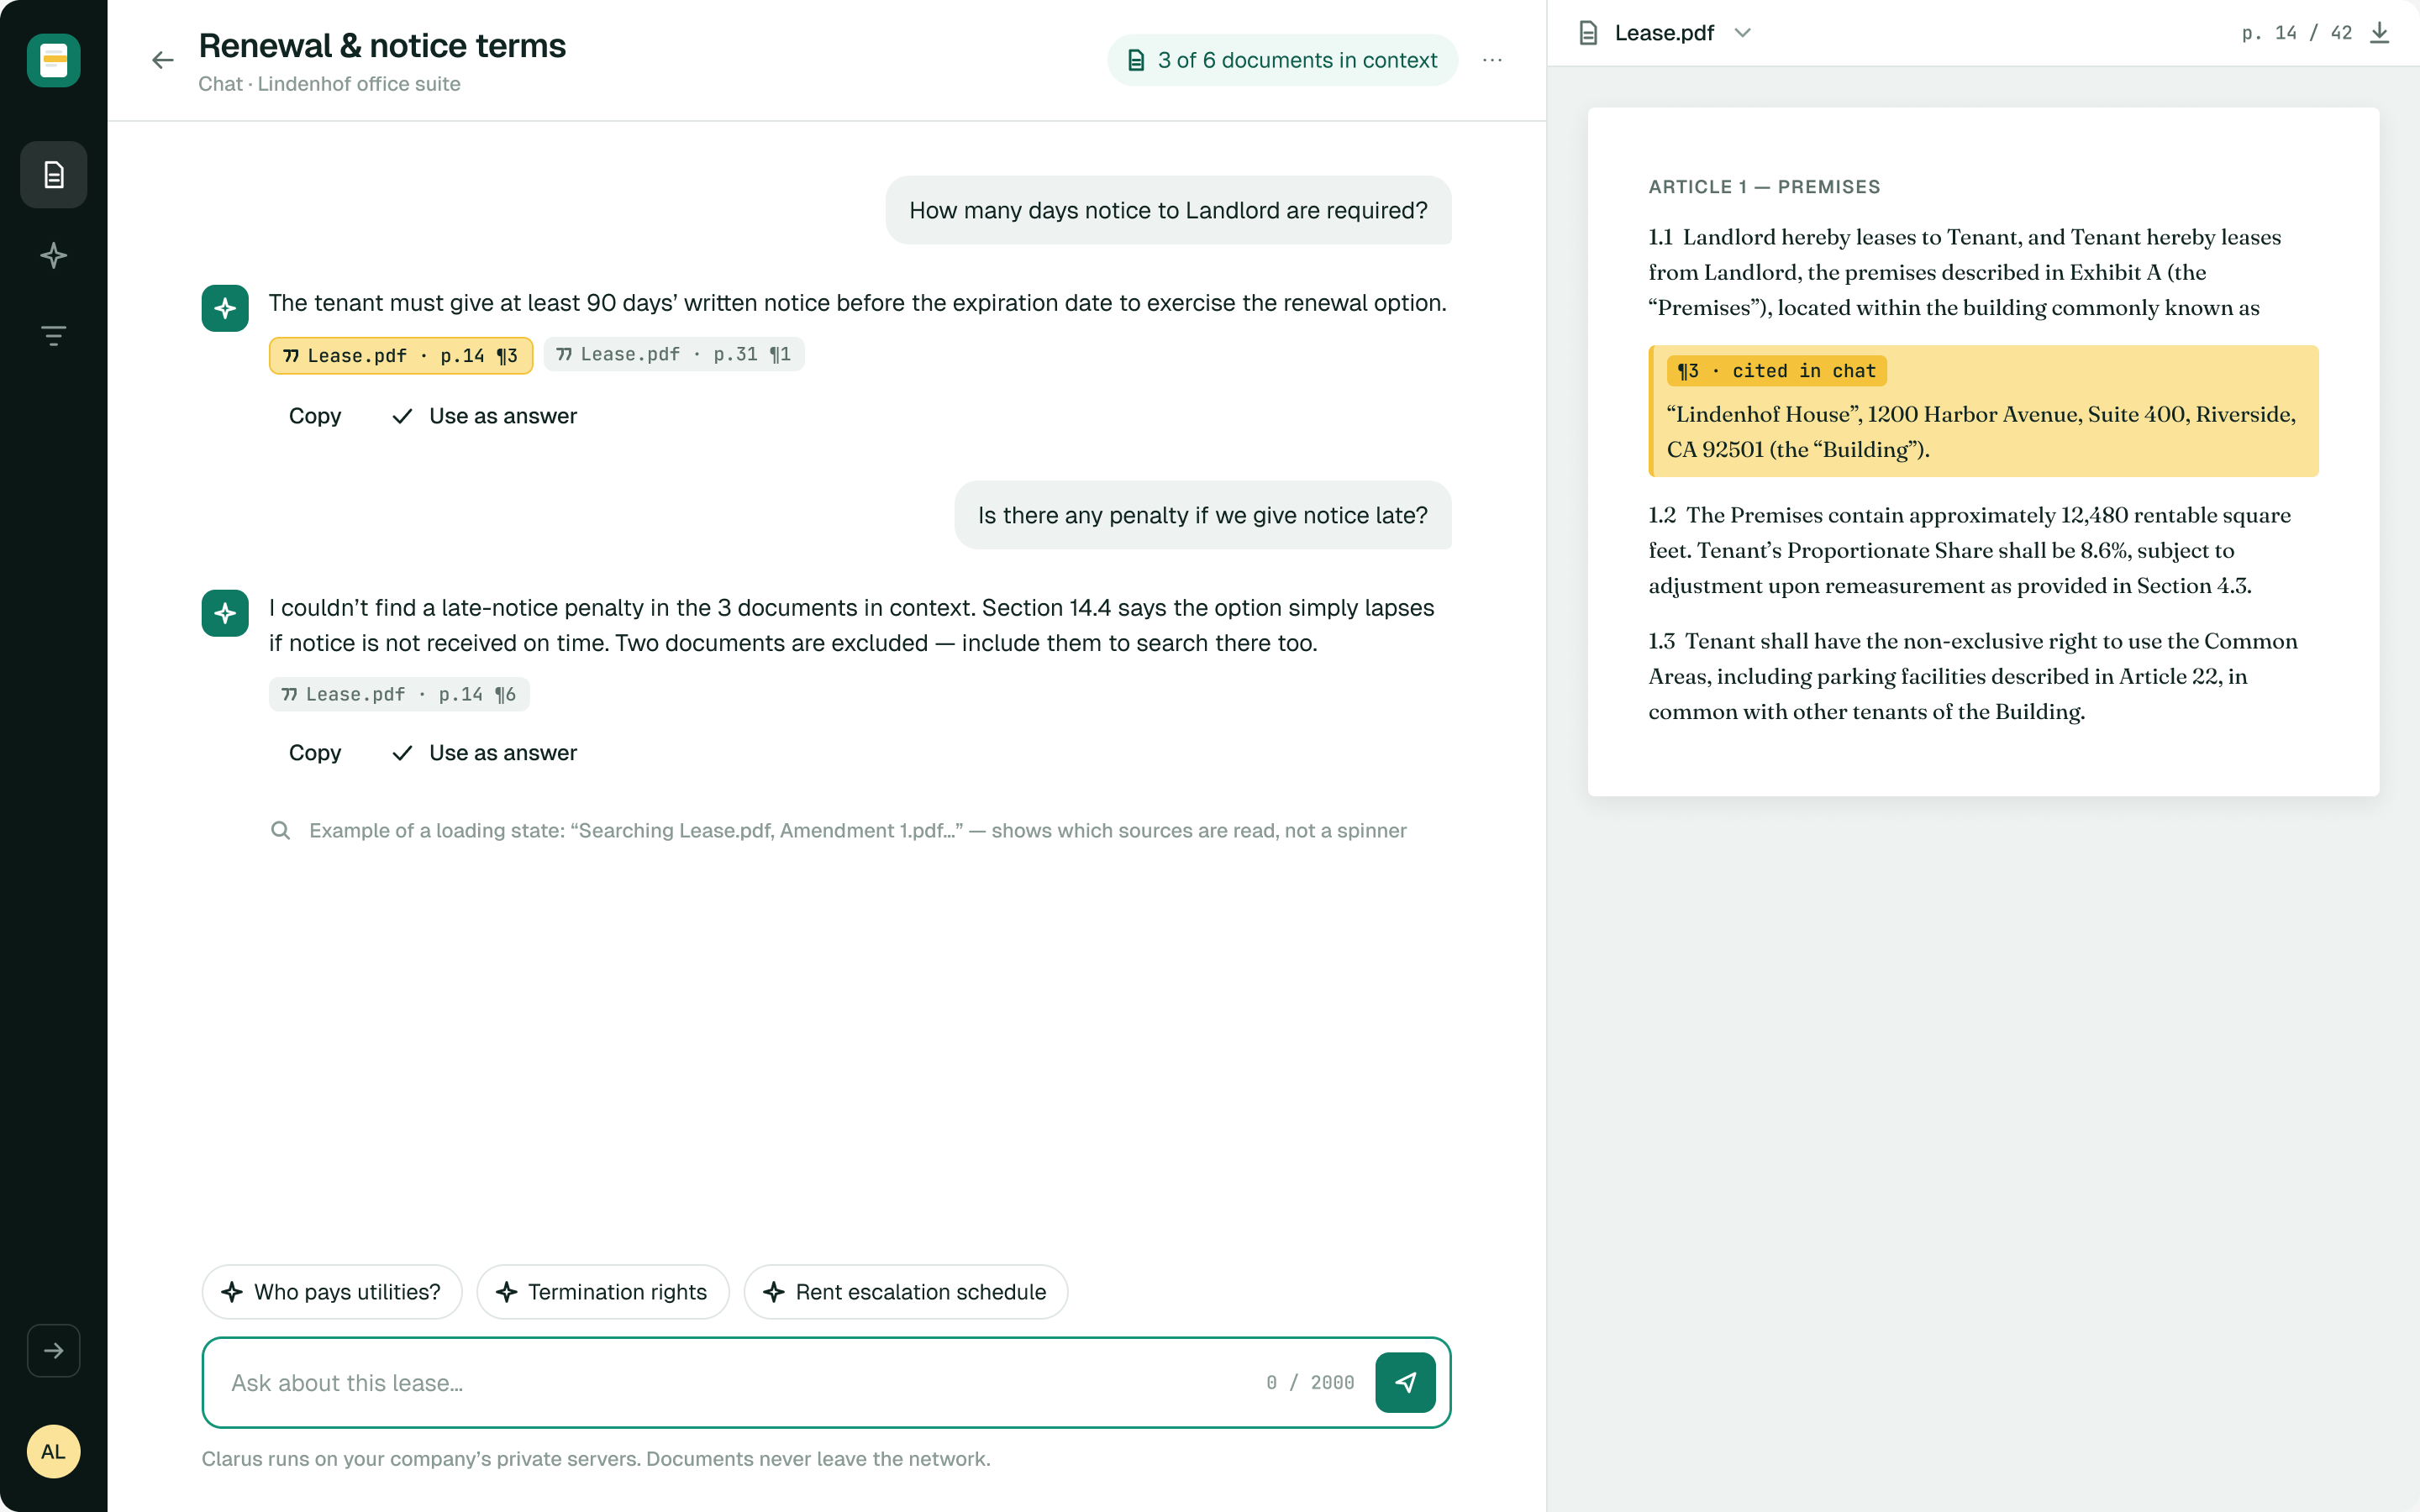 Renewal & notice terms
Chat · Lindenhof office suite
3 of 6 documents in context
How many days notice to Landlord are required?
The tenant must give at least 90 days’ written notice before the expiration date to exercise the renewal option.
Lease.pdf · p.14 ¶3
Lease.pdf · p.31 ¶1
Copy
Use as answer
Is there any penalty if we give notice late?
I couldn’t find a late-notice penalty in the 3 documents in context. Section 14.4 says the option simply lapses
if notice is not received on time. Two documents are excluded — include them to search there too.
Lease.pdf · p.14 ¶6
Copy
Use as answer
Example of a loading state: “Searching Lease.pdf, Amendment 1.pdf…” — shows which sources are read, not a spinner
Who pays utilities?
Termination rights
Rent escalation schedule
Ask about this lease…
0 / 2000
Clarus runs on your company’s private servers. Documents never leave the network.
AL
Lease.pdf
p. 14 / 42
ARTICLE 1 — PREMISES
1.1 Landlord hereby leases to Tenant, and Tenant hereby leases
from Landlord, the premises described in Exhibit A (the
“Premises”), located within the building commonly known as
¶3 · cited in chat
“Lindenhof House”, 1200 Harbor Avenue, Suite 400, Riverside,
CA 92501 (the “Building”).
1.2 The Premises contain approximately 12,480 rentable square
feet. Tenant’s Proportionate Share shall be 8.6%, subject to
adjustment upon remeasurement as provided in Section 4.3.
1.3 Tenant shall have the non-exclusive right to use the Common
Areas, including parking facilities described in Article 22, in
common with other tenants of the Building.